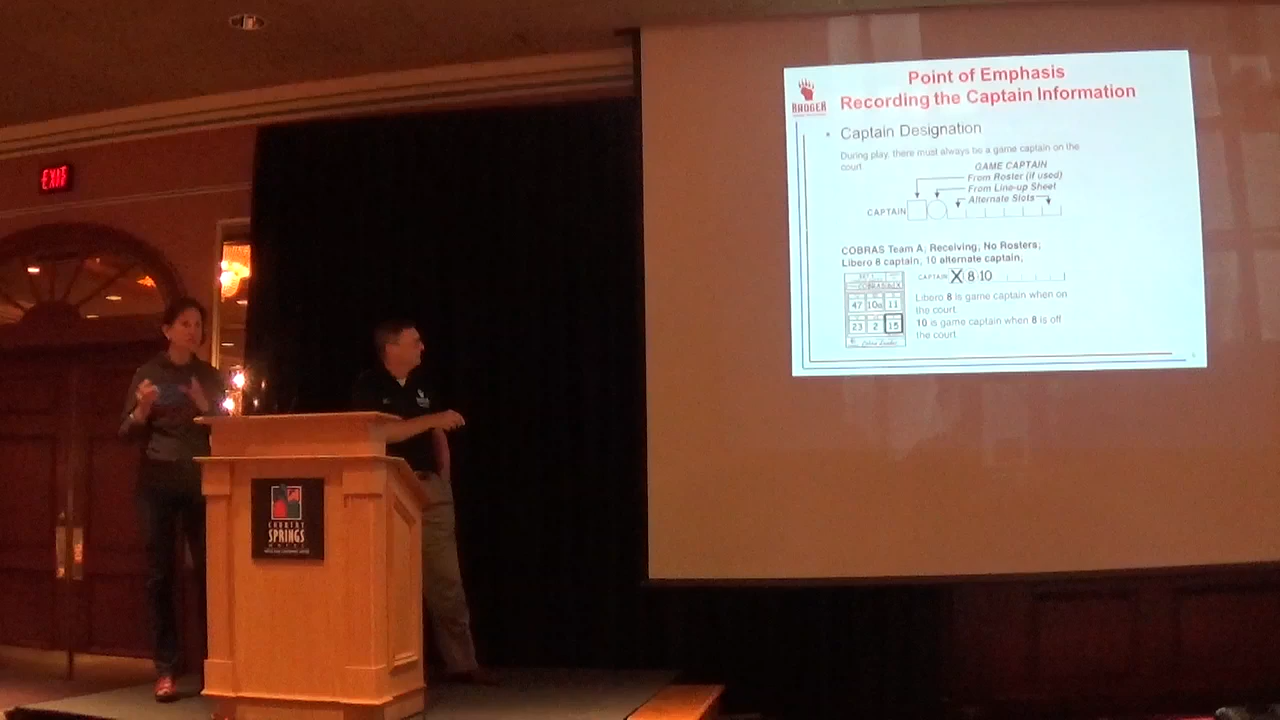 EXIT
Point of Emphasis
BADGER
Recording the Captain Information
• Captain Designation
During play, there must always be a game captain on the
court.
GAME CAPTAIN
From Roster (if used)
From Line-up Sheet
Alternate Slots
CAPTAIN
COBRAS Team A; Receiving; No Rosters;
Libero 8 captain; 10 alternate captain;
CAPTAIN X 8 10
47 10 11
23 2 15
Libero 8 is game captain when on
the court.
10 is game captain when 8 is off
the court.
COUNTRY
SPRINGS
HOTEL